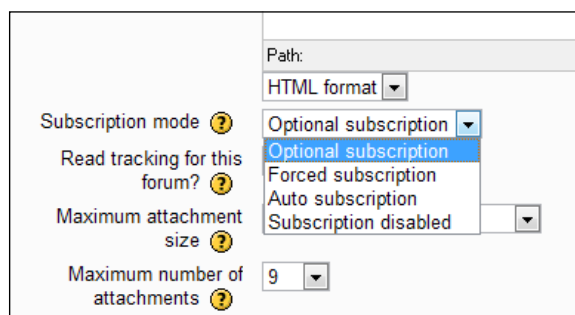 Path:
HTML format
Subscription mode ?
Optional subscription
Optional subscription
Read tracking for this
forum? ?
Forced subscription
Auto subscription
Subscription disabled
Maximum attachment
size ?
Maximum number of
attachments ?
9